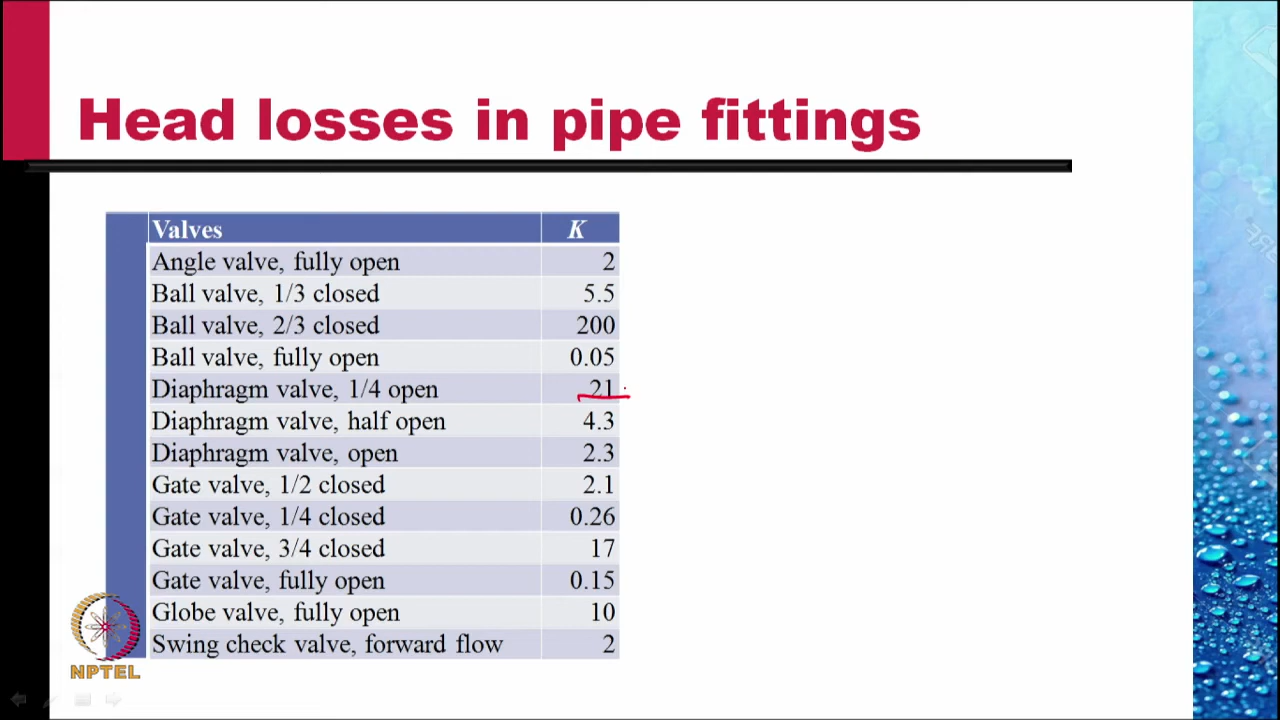 Head losses in pipe fittings
Valves K
Angle valve, fully open 2
Ball valve, 1/3 closed 5.5
Ball valve, 2/3 closed 200
Ball valve, fully open 0.05
Diaphragm valve, 1/4 open 21
Diaphragm valve, half open 4.3
Diaphragm valve, open 2.3
Gate valve, 1/2 closed 2.1
Gate valve, 1/4 closed 0.26
Gate valve, 3/4 closed 17
Gate valve, fully open 0.15
Globe valve, fully open 10
Swing check valve, forward flow 2
NPTEL